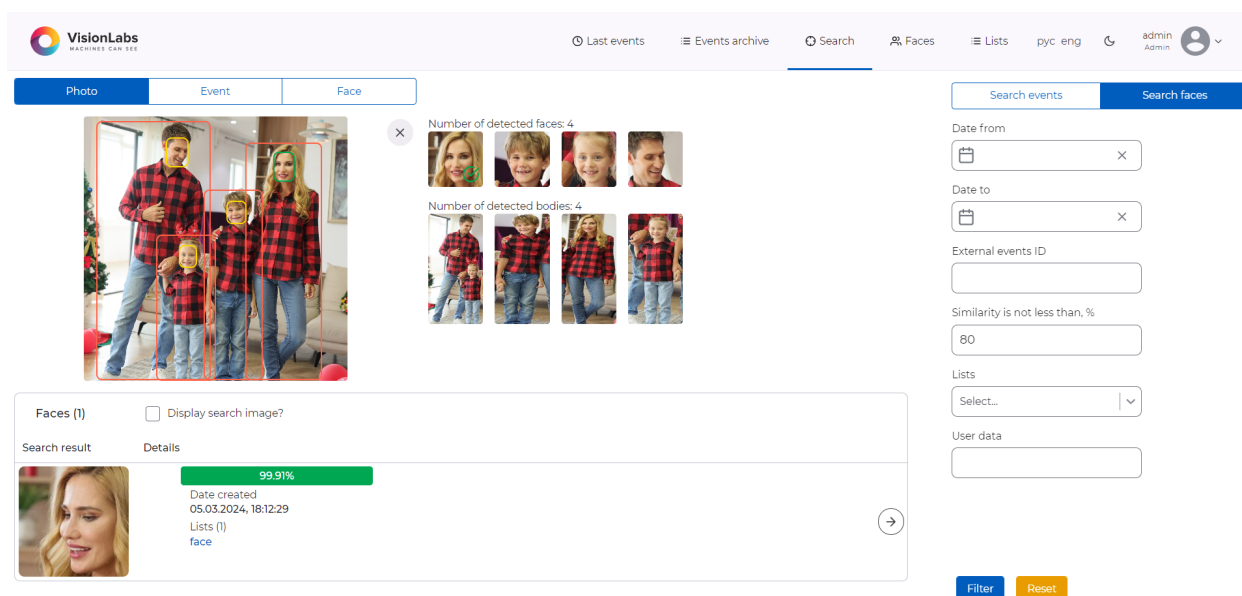 VisionLabs
MACHINES CAN SEE
Last events
Events archive
Search
Faces
Lists
рус eng
admin
Admin
Photo
Event
Face
Search events
Search faces
Number of detected faces: 4
Number of detected bodies: 4
Date from
Date to
External events ID
Similarity is not less than, %
80
Lists
Select...
User data
Faces (1)
Display search image?
Search result
Details
99.91%
Date created
05.03.2024, 18:12:29
Lists (1)
face
Filter
Reset